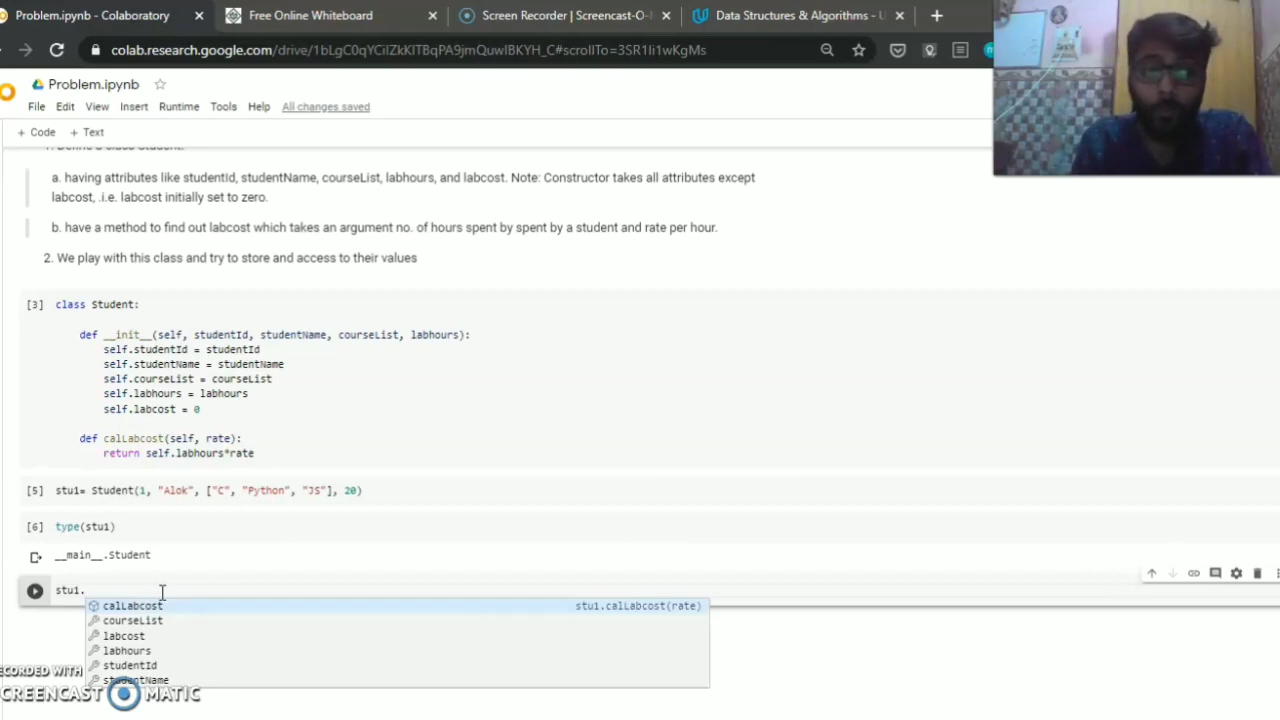 Problem.ipynb - Colaboratory
Free Online Whiteboard
Screen Recorder | Screencast-O-
Data Structures & Algorithms - U
colab.research.google.com/drive/1bLgC0qYCiIZkKITBqPA9jmQuwIBKYH_C#scrollTo=3SR1Ii1wKgMs
Problem.ipynb
File Edit View Insert Runtime Tools Help All changes saved
+ Code + Text
1. Define a class Student.
a. having attributes like studentId, studentName, courseList, labhours, and labcost. Note: Constructor takes all attributes except
labcost, .i.e. labcost initially set to zero.
b. have a method to find out labcost which takes an argument no. of hours spent by spent by a student and rate per hour.
2. We play with this class and try to store and access to their values
[3] class Student:
def __init__(self, studentId, studentName, courseList, labhours):
self.studentId = studentId
self.studentName = studentName
self.courseList = courseList
self.labhours = labhours
self.labcost = 0
def calLabcost(self, rate):
return self.labhours*rate
[5] stu1= Student(1, "Alok", ["C", "Python", "JS"], 20)
[6] type(stu1)
__main__.Student
stu1.
calLabcost stu1.calLabcost(rate)
courseList
labcost
labhours
studentId
studentName
RECORDED WITH
SCREENCAST MATIC